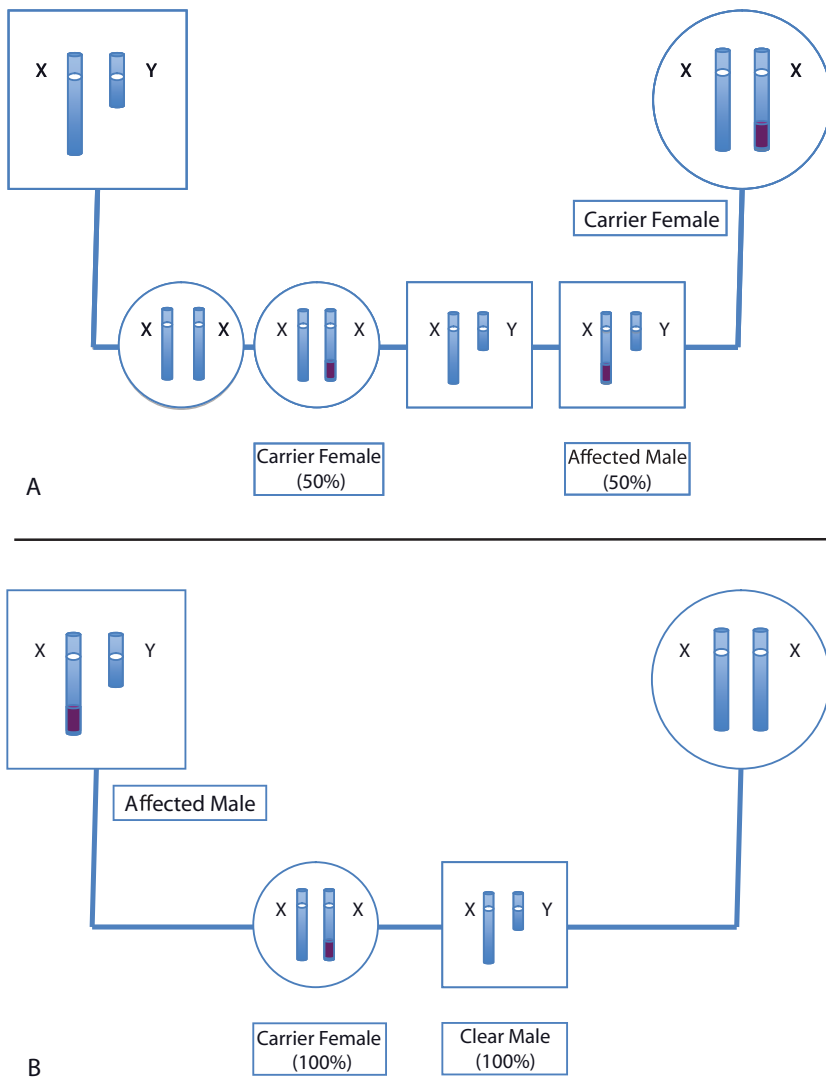 X Y
X X
Carrier Female
X X
X X
X Y
X Y
Carrier Female
(50%)
Affected Male
(50%)
A
X Y
X X
Affected Male
X X
X Y
Carrier Female
(100%)
Clear Male
(100%)
B